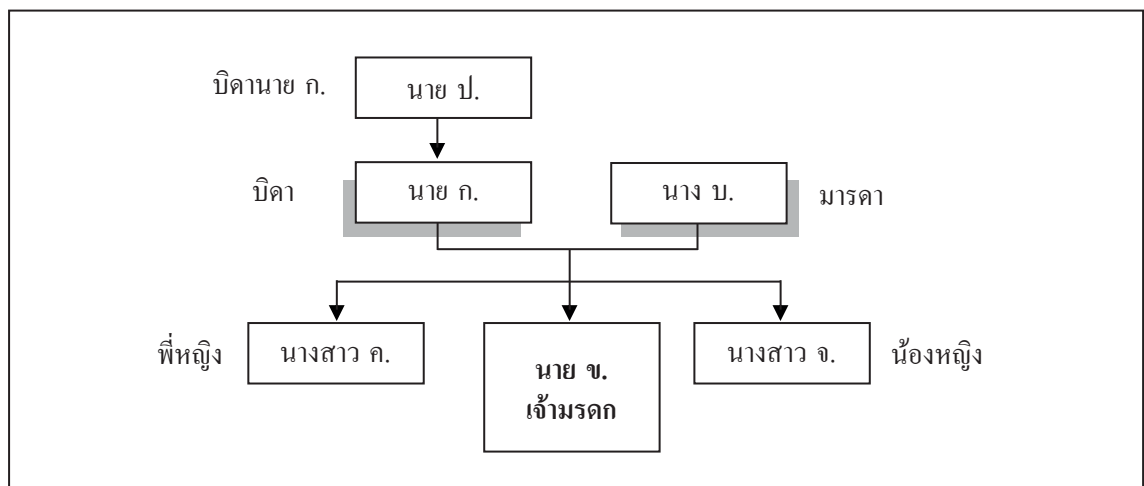 บิดานาย ก. นาย ป.
บิดา นาย ก. นาง บ. มารดา
พี่หญิง นางสาว ค. นาย ข. นางสาว จ. น้องหญิง
เจ้ามรดก